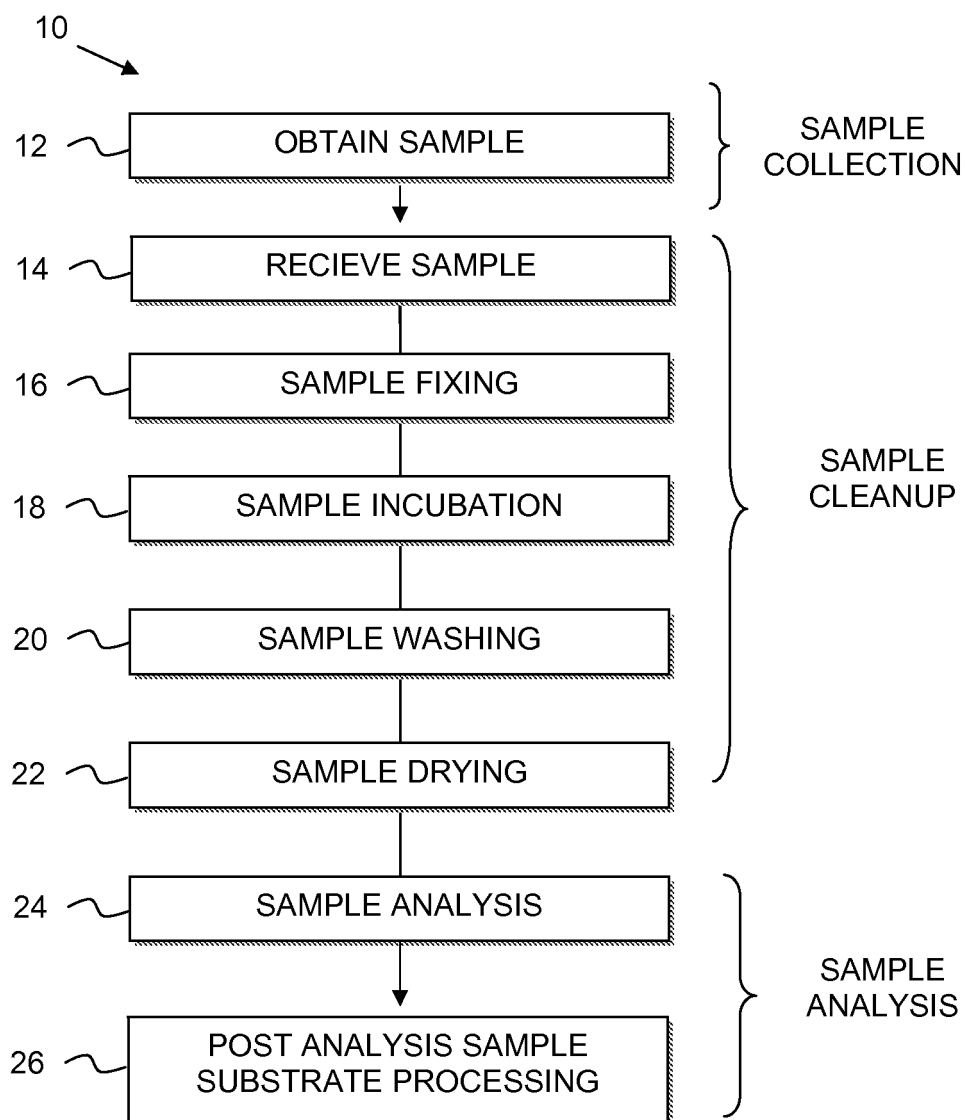 10
12
OBTAIN SAMPLE
SAMPLE
COLLECTION
14
RECIEVE SAMPLE
16
SAMPLE FIXING
18
SAMPLE INCUBATION
SAMPLE
CLEANUP
20
SAMPLE WASHING
22
SAMPLE DRYING
24
SAMPLE ANALYSIS
SAMPLE
ANALYSIS
26
POST ANALYSIS SAMPLE
SUBSTRATE PROCESSING